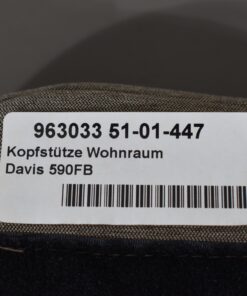 963033 51-01-447
Kopfstütze Wohnraum
Davis 590FB